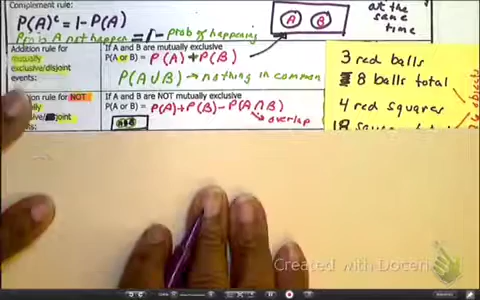 Complement rule:
P(A)ᶜ = 1- P(A)
not happen = 1- prob of happening
at the
same
time
A B
Addition rule for
mutually
exclusive/disjoint
events:
If A and B are mutually exclusive
P(A or B) = P(A) + P(B)
P(A∪B) → nothing in common
rule for NOT
If A and B are NOT mutually exclusive
P(A or B) = P(A) + P(B) - P(A∩B)
overlap
3 red balls
8 balls total
4 red squares
Created with Doceri